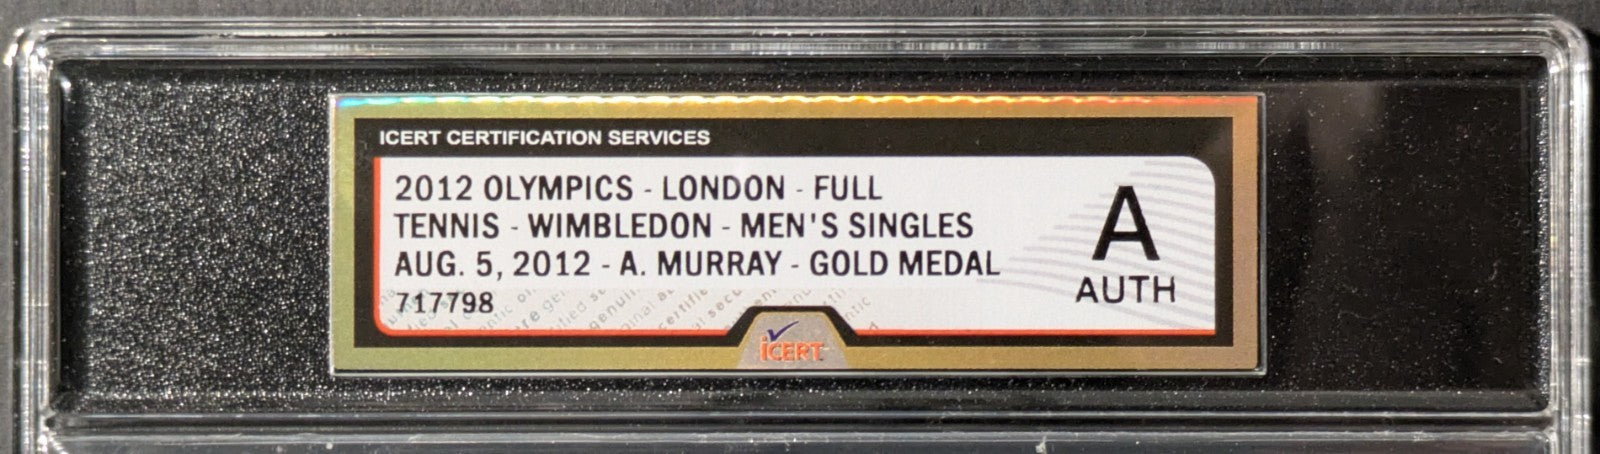 ICERT CERTIFICATION SERVICES
2012 OLYMPICS - LONDON - FULL
TENNIS - WIMBLEDON - MEN'S SINGLES
AUG. 5, 2012 - A. MURRAY - GOLD MEDAL
717798
A
AUTH
iCERT